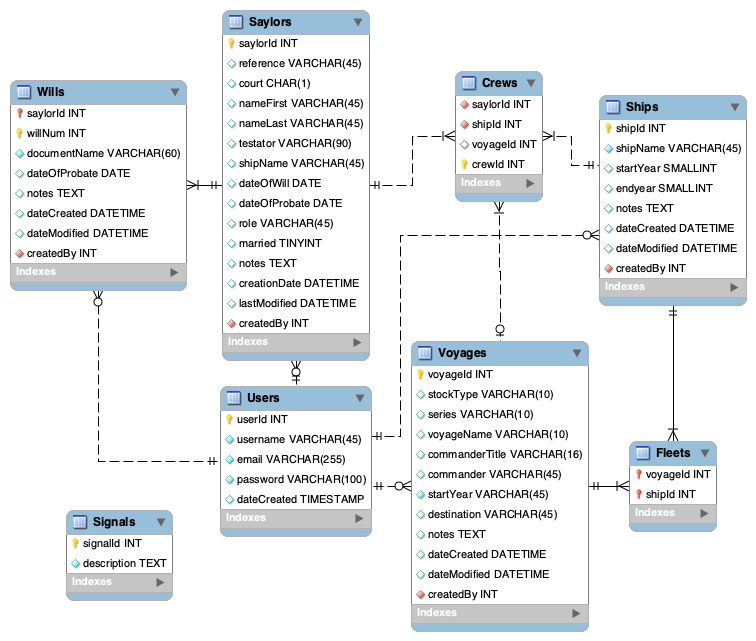 Saylors
saylorId INT
reference VARCHAR(45)
court CHAR(1)
nameFirst VARCHAR(45)
nameLast VARCHAR(45)
testator VARCHAR(90)
shipName VARCHAR(45)
dateOfWill DATE
dateOfProbate DATE
role VARCHAR(45)
married TINYINT
notes TEXT
creationDate DATETIME
lastModified DATETIME
createdBy INT
Indexes
Wills
saylorId INT
willNum INT
documentName VARCHAR(60)
dateOfProbate DATE
notes TEXT
dateCreated DATETIME
dateModified DATETIME
createdBy INT
Indexes
Crews
saylorId INT
shipId INT
voyageId INT
crewId INT
Indexes
Ships
shipId INT
shipName VARCHAR(45)
startYear SMALLINT
endyear SMALLINT
notes TEXT
dateCreated DATETIME
dateModified DATETIME
createdBy INT
Indexes
Users
userId INT
username VARCHAR(45)
email VARCHAR(255)
password VARCHAR(100)
dateCreated TIMESTAMP
Indexes
Voyages
voyageId INT
stockType VARCHAR(10)
series VARCHAR(10)
voyageName VARCHAR(10)
commanderTitle VARCHAR(16)
commander VARCHAR(45)
startYear VARCHAR(45)
destination VARCHAR(45)
notes TEXT
dateCreated DATETIME
dateModified DATETIME
createdBy INT
Indexes
Fleets
voyageId INT
shipId INT
Indexes
Signals
signalId INT
description TEXT
Indexes